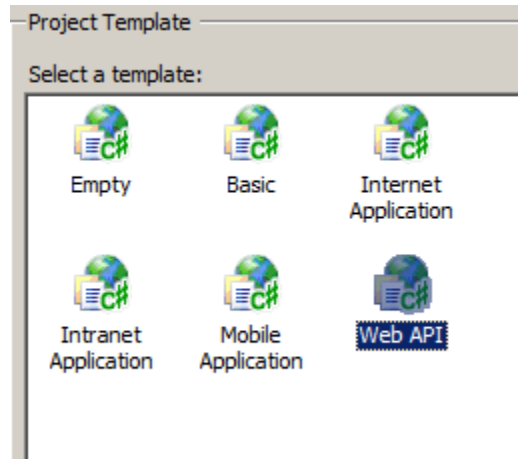 Project Template
Select a template:
C#
C#
C#
Empty
Basic
Internet
Application
C#
C#
C#
Intranet
Application
Mobile
Application
Web API